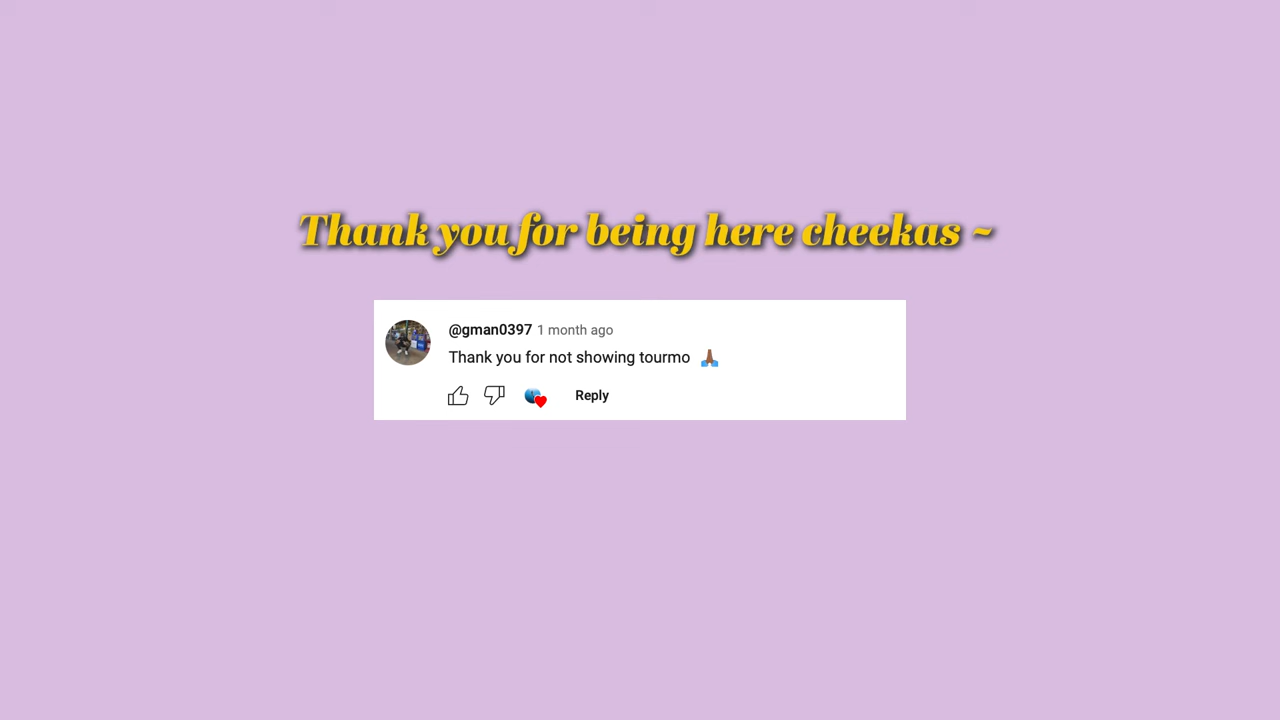 Thank you for being here cheekas ~
@gman0397 1 month ago
Thank you for not showing tourmo 🙏🏾
Reply